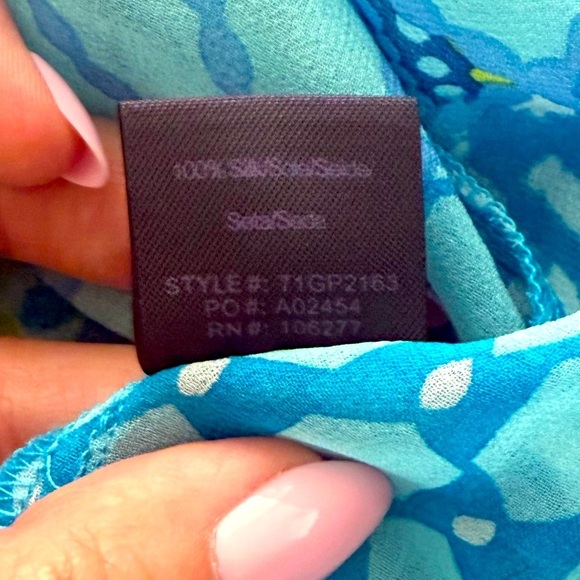 100% Silk/Soie/Seide
Seta/Seda
STYLE #: T1GP2163
PO #: A02454
RN #: 106277